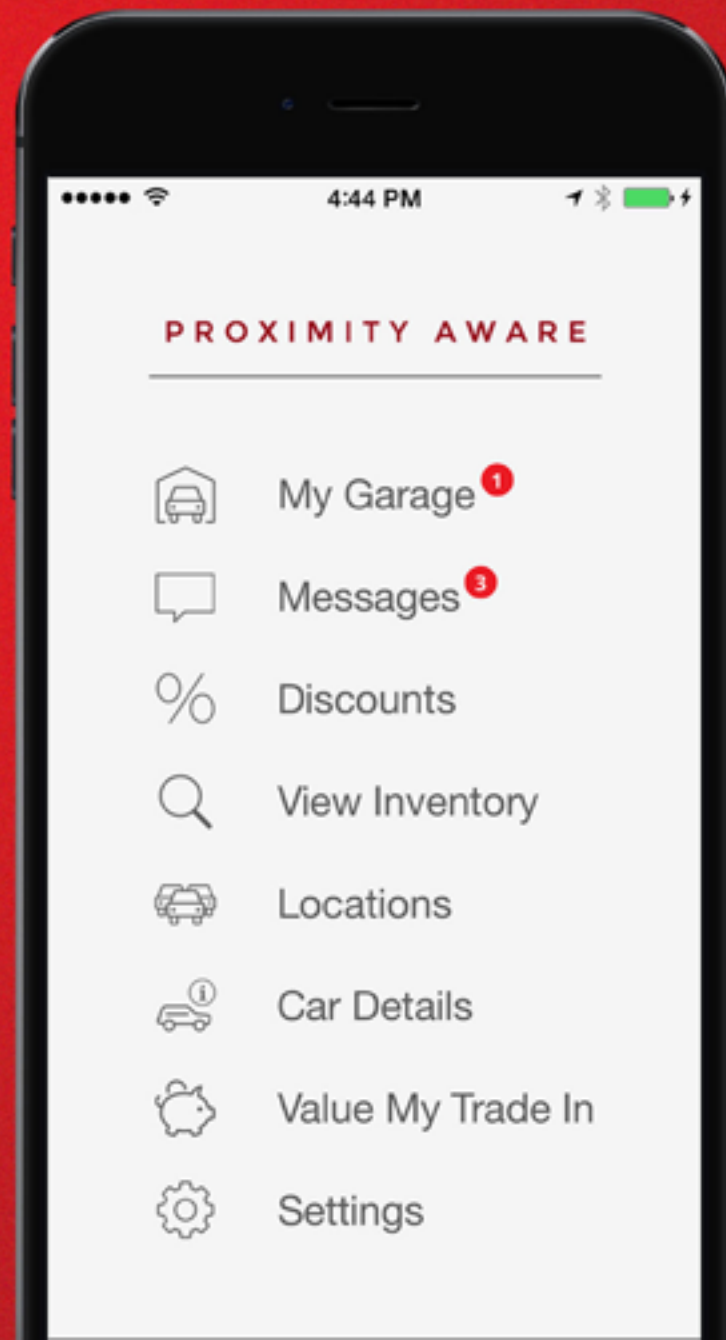 4:44 PM
PROXIMITY AWARE
My Garage 1
Messages 3
Discounts
View Inventory
Locations
Car Details
Value My Trade In
Settings